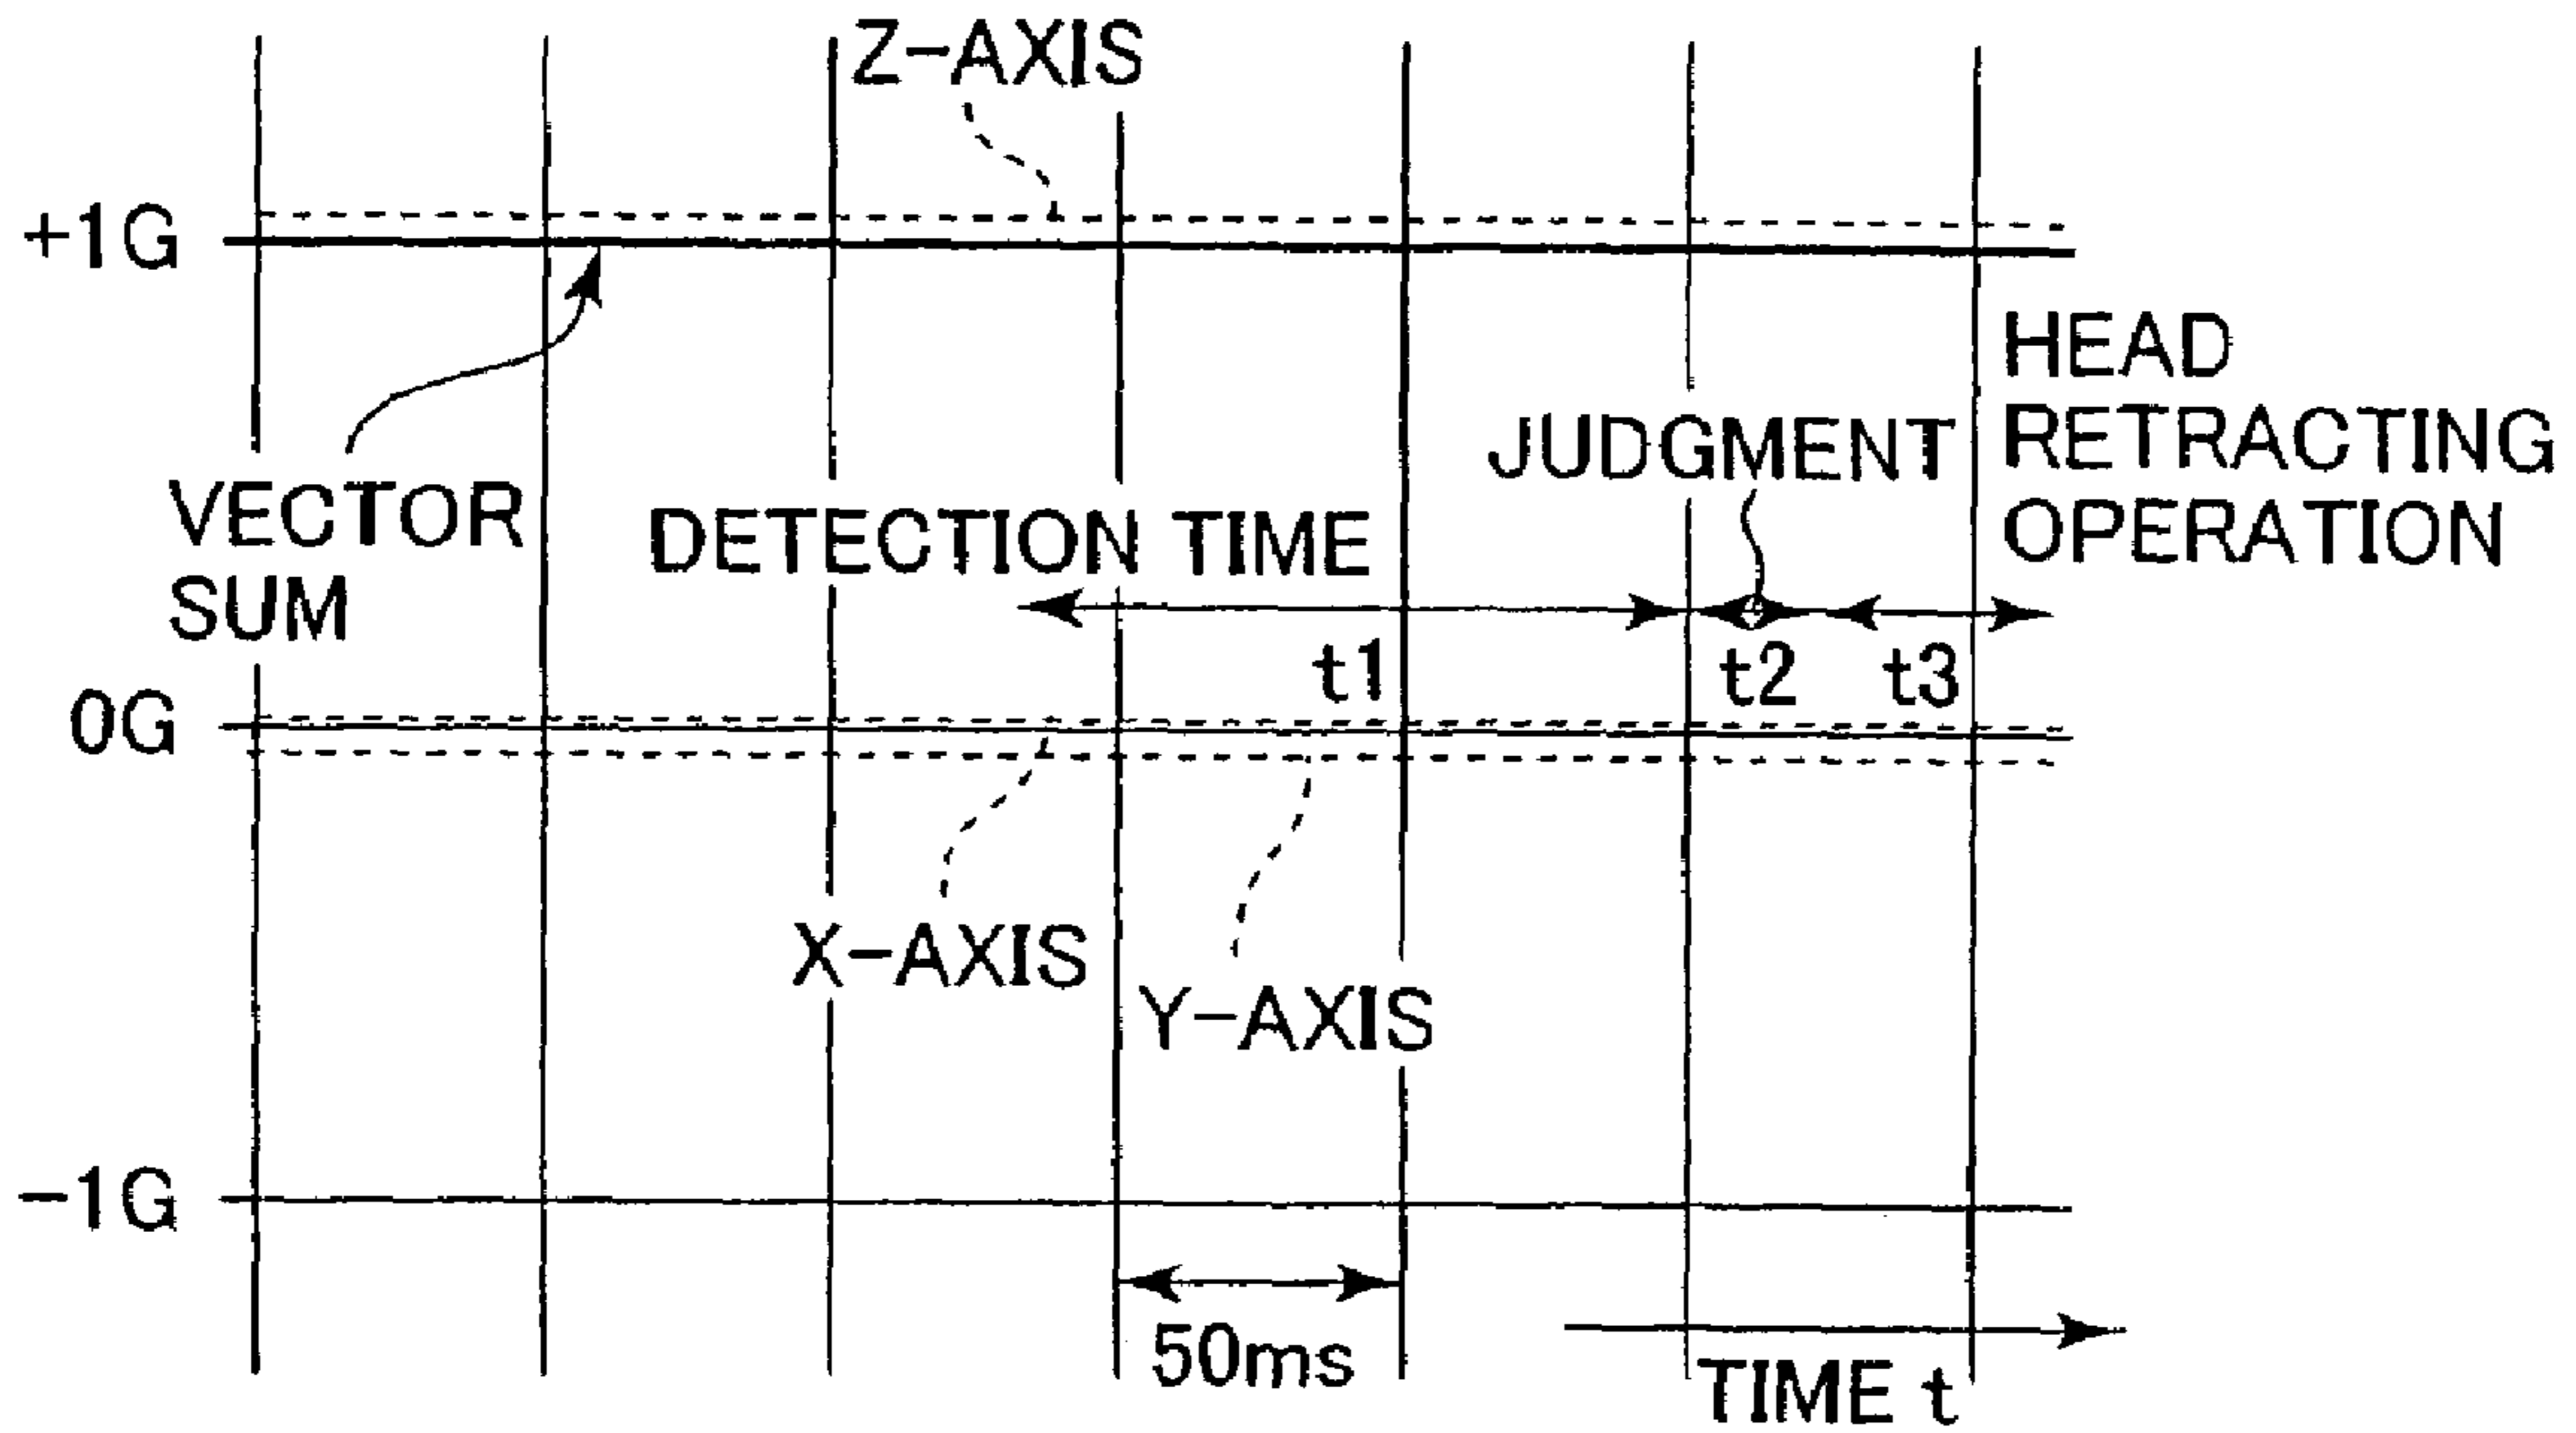 Z-AXIS
+1G
HEAD
RETRACTING
OPERATION
JUDGMENT
VECTOR
SUM
DETECTION TIME
t1
t2
t3
0G
X-AXIS
Y-AXIS
-1G
50ms
TIME t